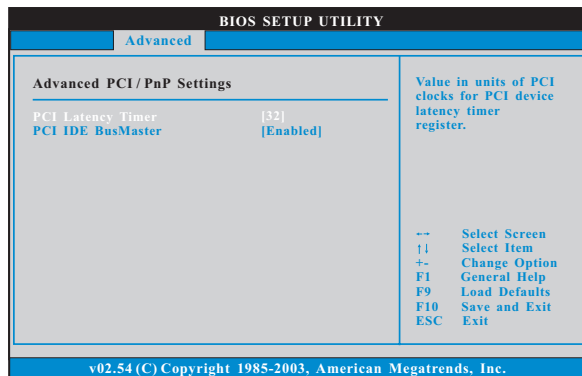 BIOS SETUP UTILITY
Advanced
Advanced PCI / PnP Settings
PCI Latency Timer [32]
PCI IDE BusMaster [Enabled]
Value in units of PCI
clocks for PCI device
latency timer
register.
←→ Select Screen
↑↓ Select Item
+- Change Option
F1 General Help
F9 Load Defaults
F10 Save and Exit
ESC Exit
v02.54 (C) Copyright 1985-2003, American Megatrends, Inc.